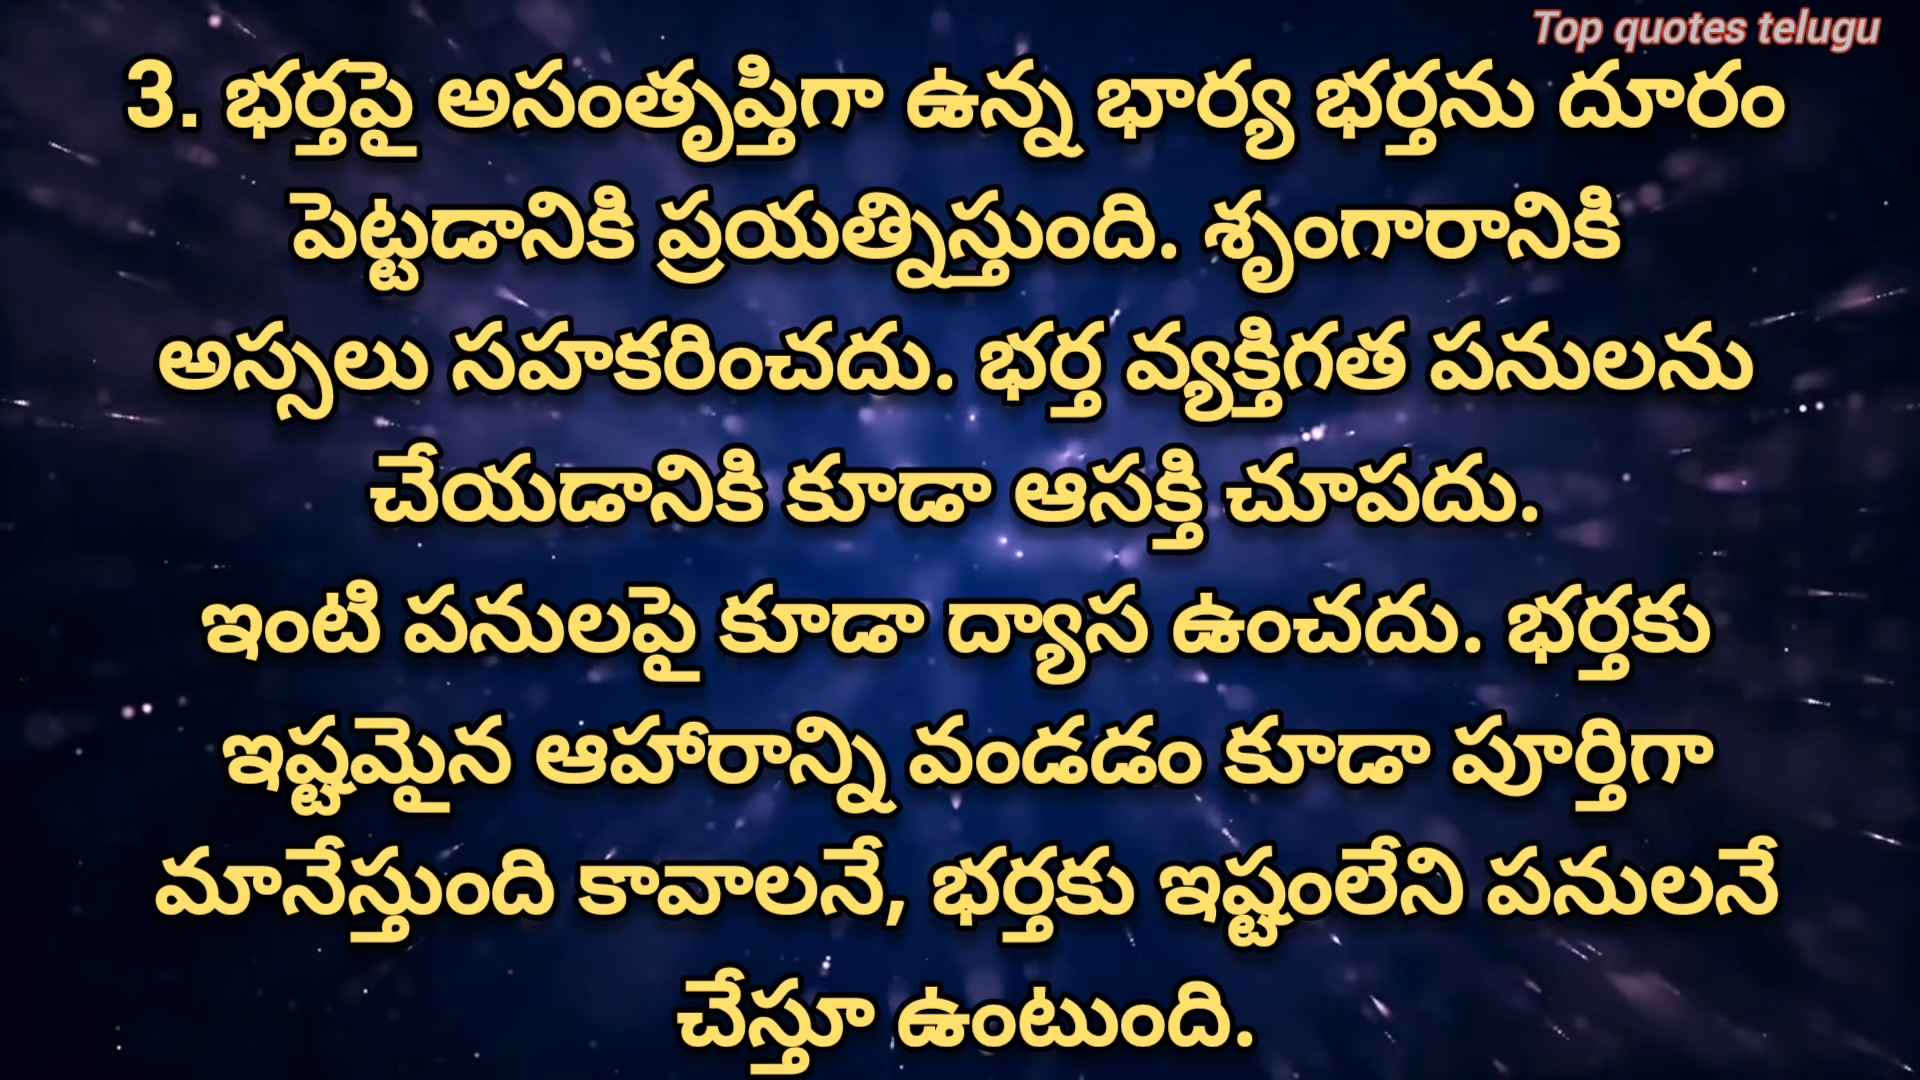 Top quotes telugu
3. భర్తపై అసంతృప్తిగా ఉన్న భార్య భర్తను దూరం
పెట్టడానికి ప్రయత్నిస్తుంది. శృంగారానికి
అస్సలు సహకరించదు. భర్త వ్యక్తిగత పనులను
చేయడానికి కూడా ఆసక్తి చూపదు.
ఇంటి పనులపై కూడా ద్యాస ఉంచదు. భర్తకు
ఇష్టమైన ఆహారాన్ని వండడం కూడా పూర్తిగా
మానేస్తుంది కావాలనే, భర్తకు ఇష్టంలేని పనులనే
చేస్తూ ఉంటుంది.